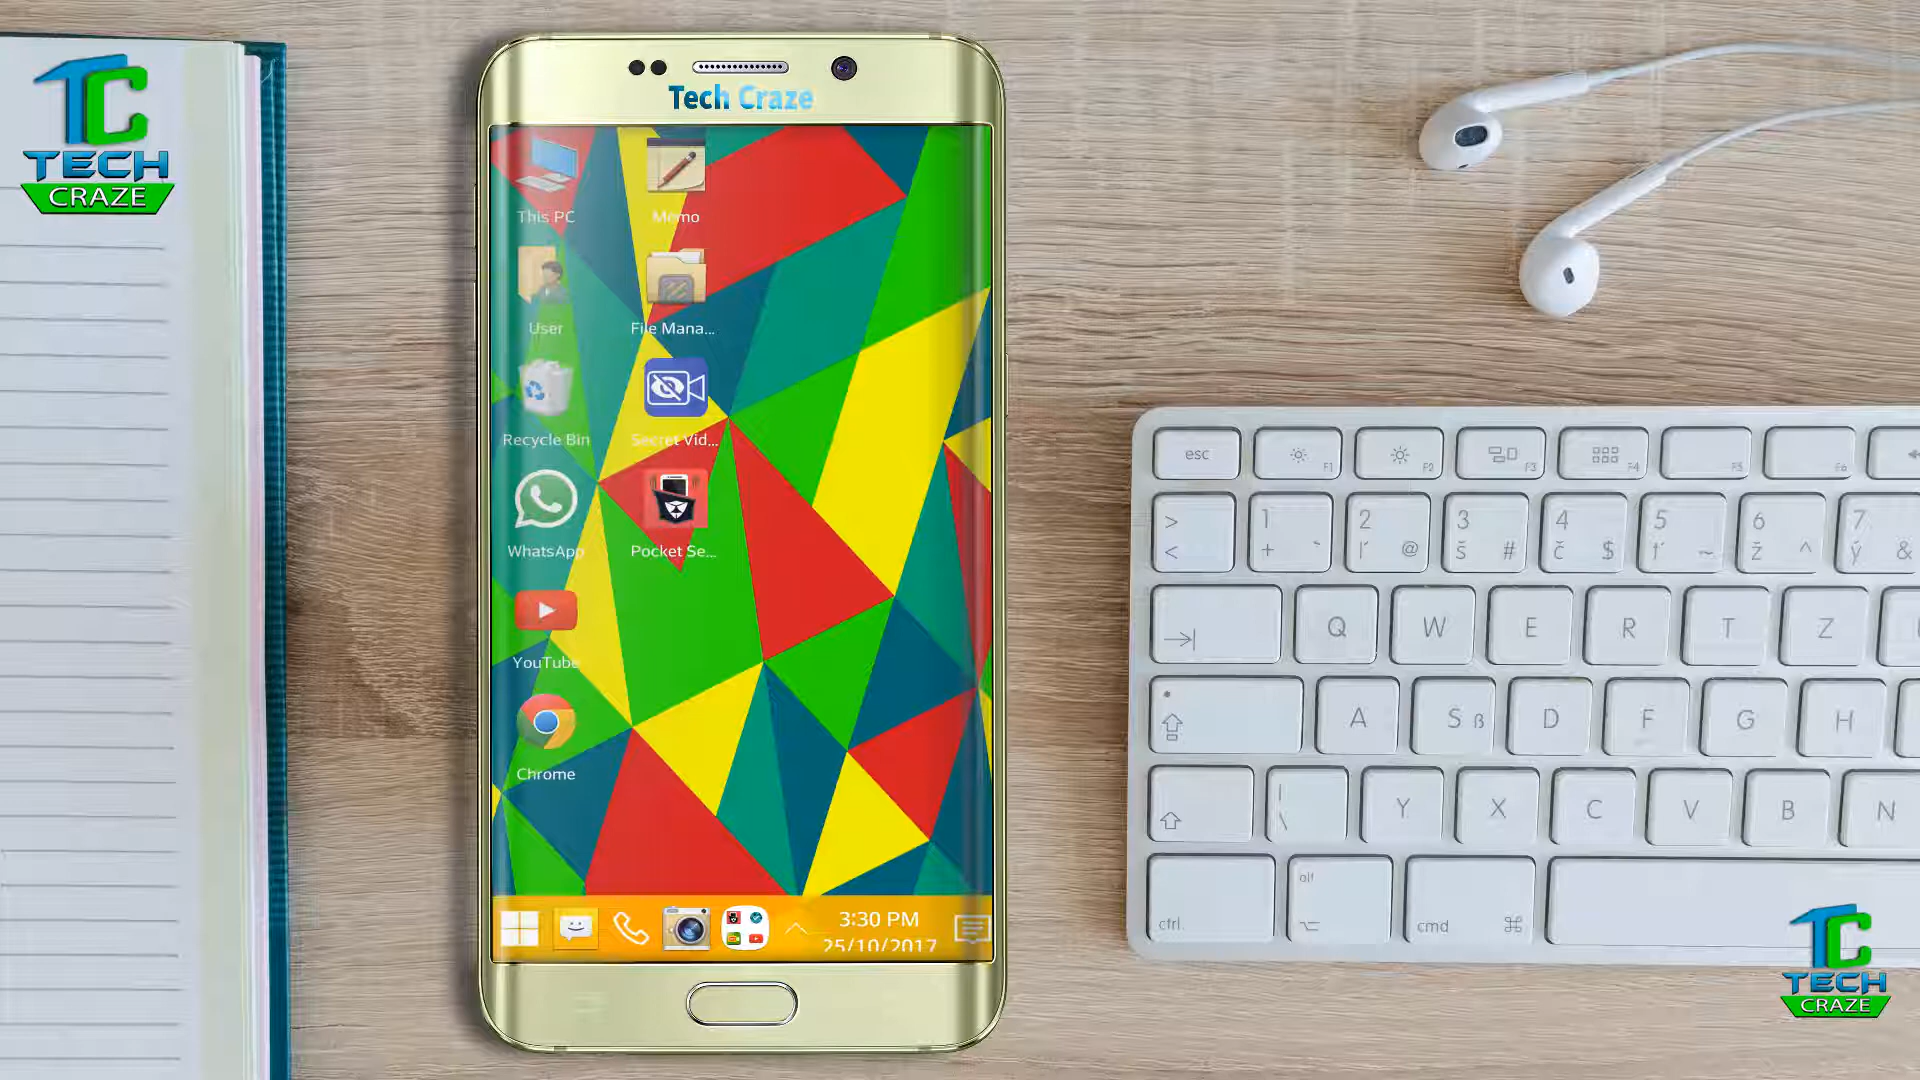 TC
TECH
CRAZE
Tech Craze
This PC
Memo
User
File Mana...
Recycle Bin
Secret Vid...
WhatsApp
Pocket Se...
YouTube
Chrome
3:30 PM
25/10/2017
esc
F1
F2
F3
F4
F5
F6
> 1 2 3 4 5 6 7
< + ` ľ @ š # č $ ť ~ ž ^ ý &
Q W E R T Z
A S ß D F G H
| \ Y X C V B N
ctrl
alt
cmd
TC
TECH
CRAZE